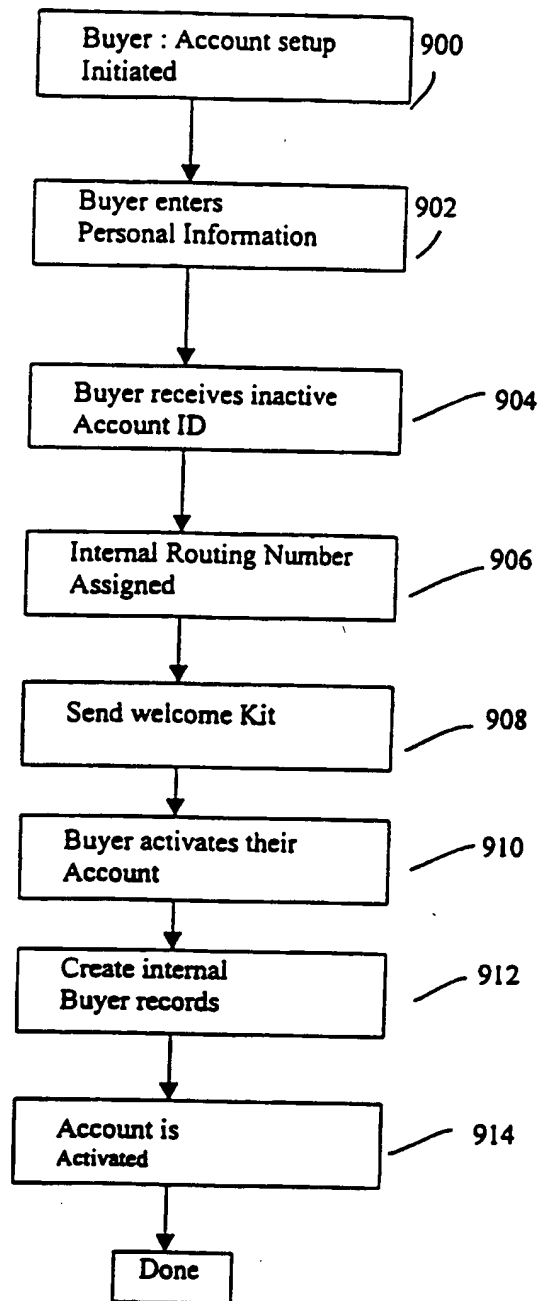 Buyer : Account setup
Initiated
900
Buyer enters
Personal Information
902
Buyer receives inactive
Account ID
904
Internal Routing Number
Assigned
906
Send welcome Kit
908
Buyer activates their
Account
910
Create internal
Buyer records
912
Account is
Activated
914
Done